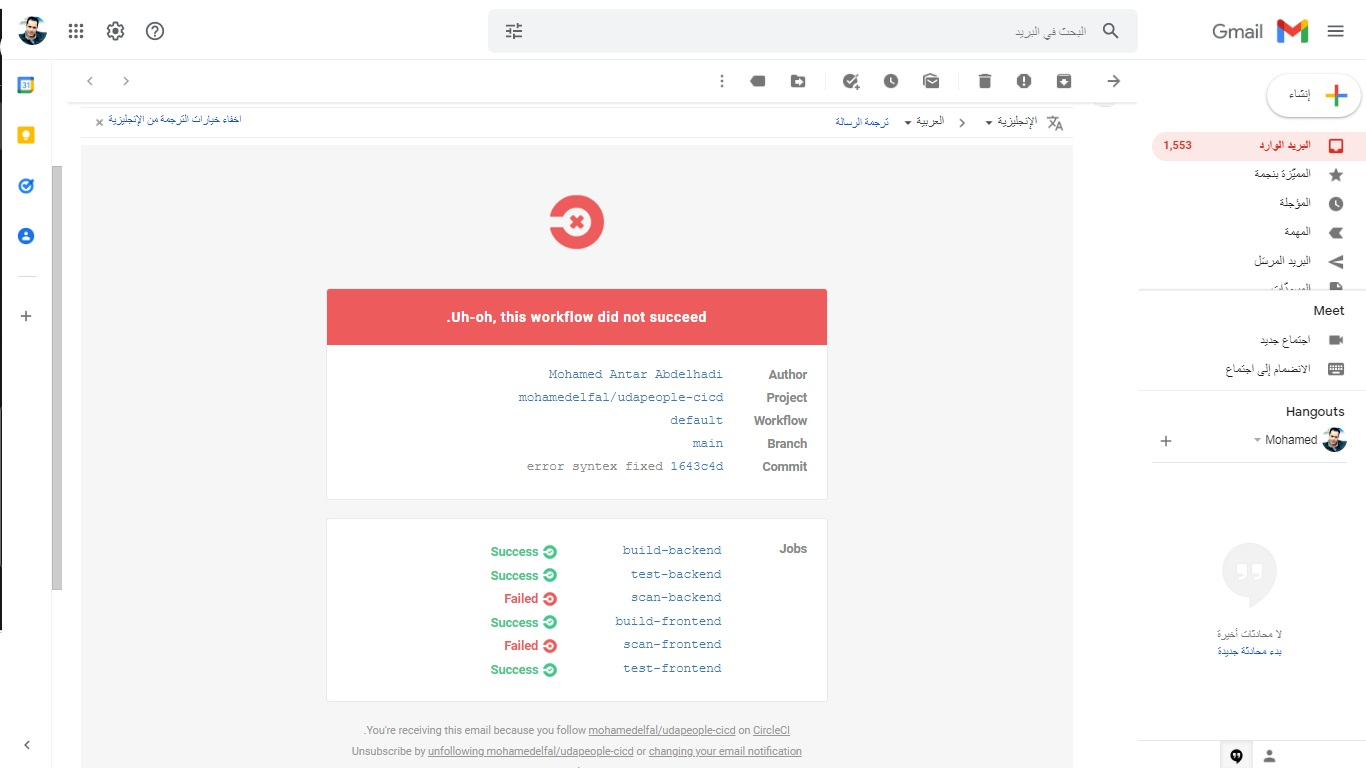 البحث في البريد
Gmail
إنشاء
البريد الوارد 1,553
المميّزة بنجمة
المؤجلة
المهمة
البريد المرسَل
المسودّات
Meet
اجتماع جديد
الانضمام إلى اجتماع
Hangouts
Mohamed
لا محادثات أخيرة
بدء محادثة جديدة
31
الإنجليزية
العربية
ترجمة الرسالة
اخفاء خيارات الترجمة من الإنجليزية
.Uh-oh, this workflow did not succeed
Author Mohamed Antar Abdelhadi
Project mohamedelfal/udapeople-cicd
Workflow default
Branch main
Commit error syntex fixed 1643c4d
Jobs build-backend Success
test-backend Success
scan-backend Failed
build-frontend Success
scan-frontend Failed
test-frontend Success
.You're receiving this email because you follow mohamedelfal/udapeople-cicd on CircleCI
Unsubscribe by unfollowing mohamedelfal/udapeople-cicd or changing your email notification